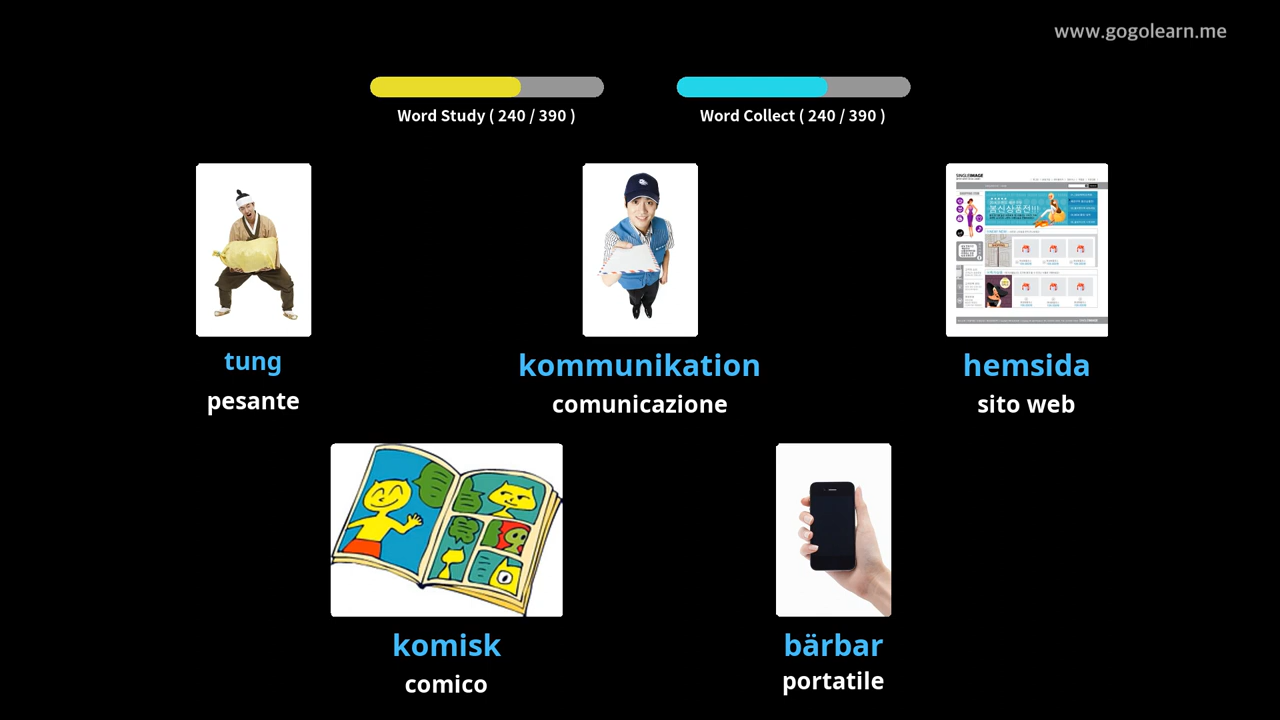 www.gogolearn.me
Word Study ( 240 / 390 )
Word Collect ( 240 / 390 )
tung
pesante
kommunikation
comunicazione
hemsida
sito web
komisk
comico
bärbar
portatile